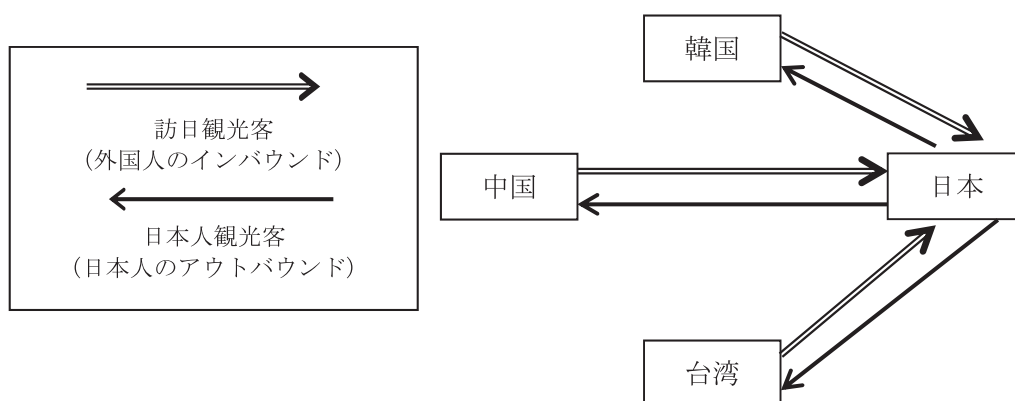 訪日観光客
（外国人のインバウンド）
日本人観光客
（日本人のアウトバウンド）
韓国
中国
日本
台湾